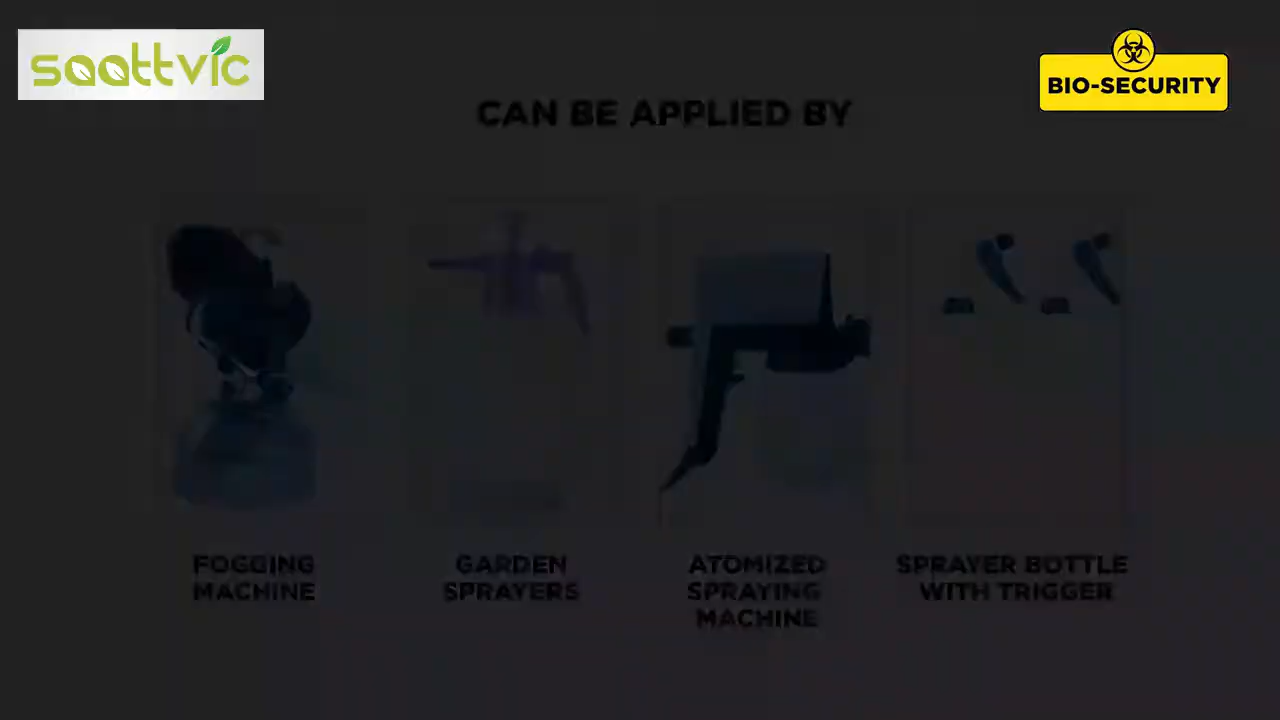 saattvic
BIO-SECURITY
CAN BE APPLIED BY
FOGGING
MACHINE
GARDEN
SPRAYERS
ATOMIZED
SPRAYING
MACHINE
SPRAYER BOTTLE
WITH TRIGGER